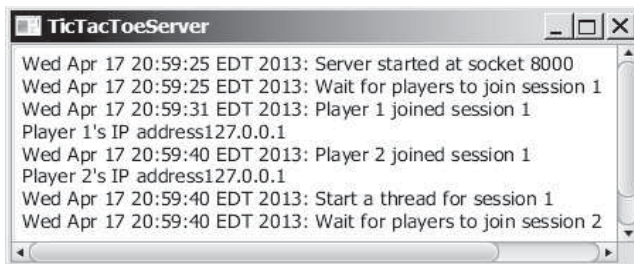 TicTacToeServer
Wed Apr 17 20:59:25 EDT 2013: Server started at socket 8000
Wed Apr 17 20:59:25 EDT 2013: Wait for players to join session 1
Wed Apr 17 20:59:31 EDT 2013: Player 1 joined session 1
Player 1's IP address127.0.0.1
Wed Apr 17 20:59:40 EDT 2013: Player 2 joined session 1
Player 2's IP address127.0.0.1
Wed Apr 17 20:59:40 EDT 2013: Start a thread for session 1
Wed Apr 17 20:59:40 EDT 2013: Wait for players to join session 2